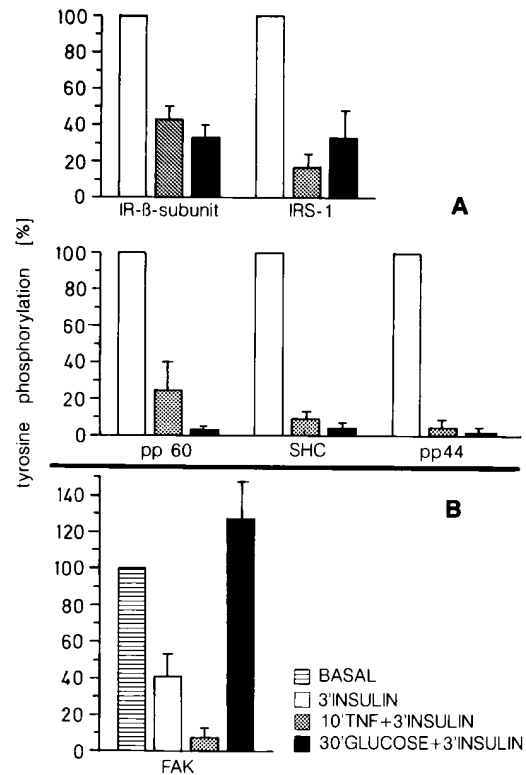 100
80
60
40
20
0
IR-ß-subunit IRS-1
A
tyrosine phosphorylation [%]
100
80
60
40
20
0
pp 60 SHC pp44
B
140
120
100
80
60
40
20
0
FAK
BASAL
3'INSULIN
10'TNF+3'INSULIN
30'GLUCOSE+3'INSULIN